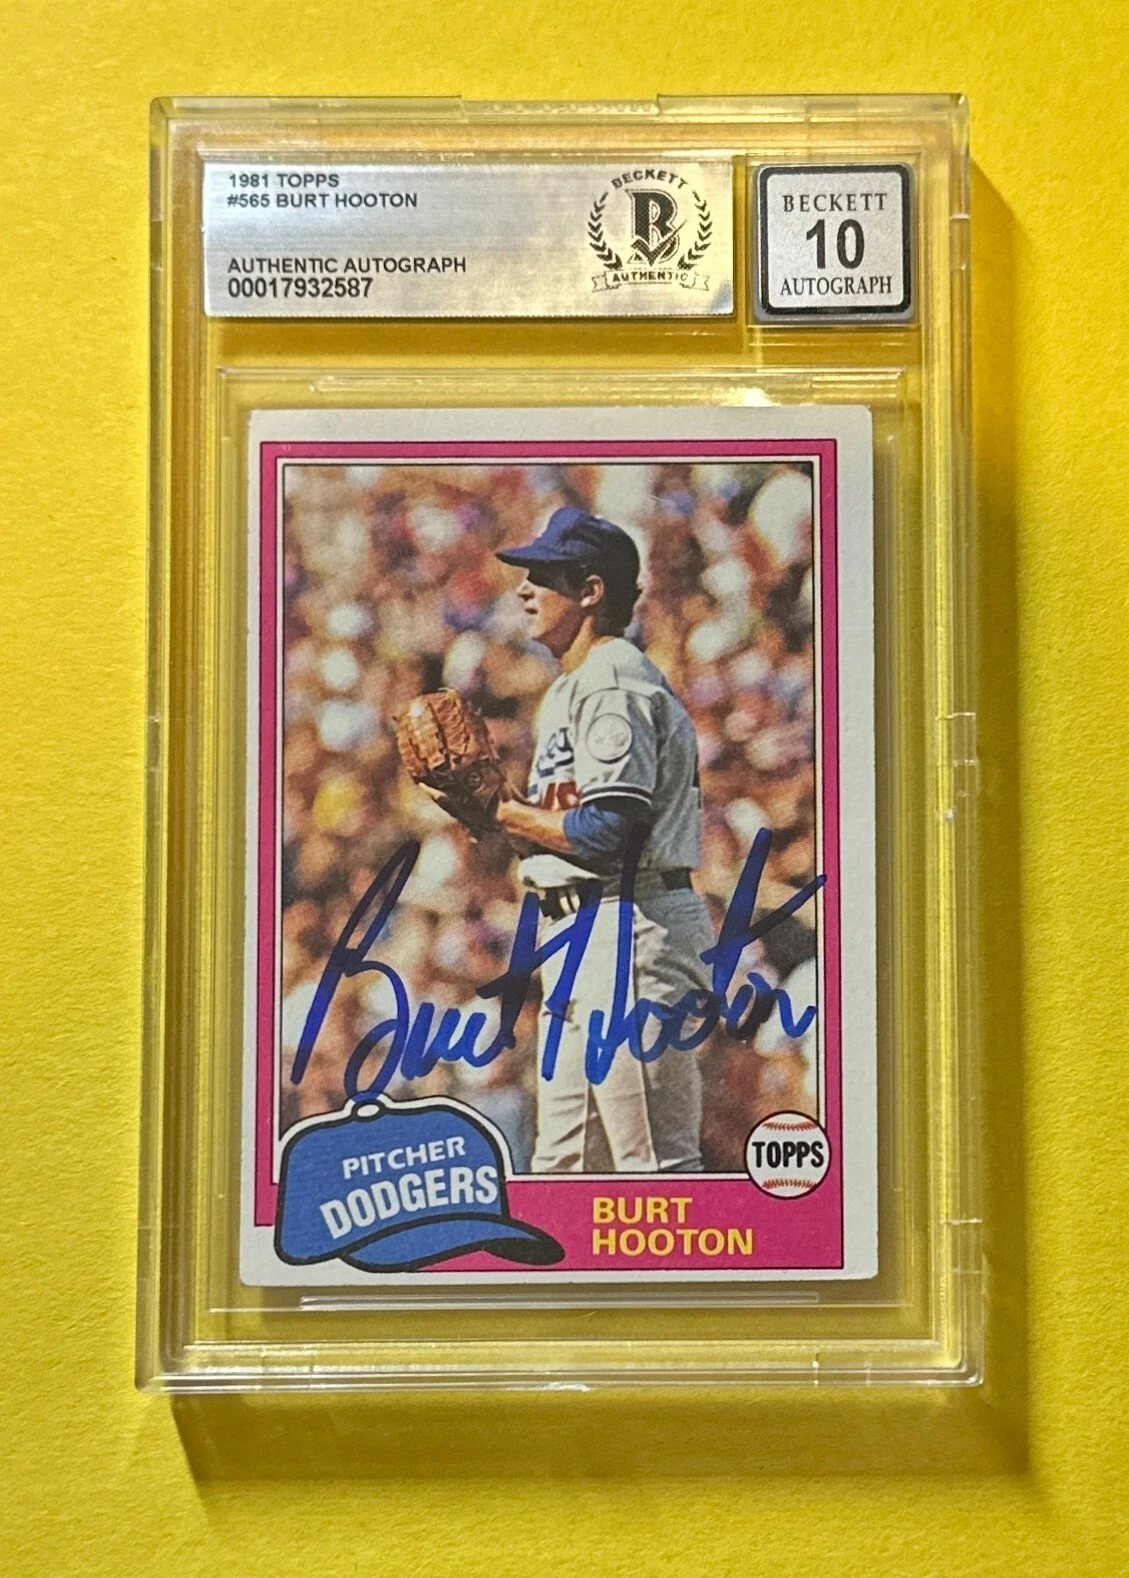 1981 TOPPS
#565 BURT HOOTON
AUTHENTIC AUTOGRAPH
00017932587
BECKETT
B
AUTHENTIC
BECKETT
10
AUTOGRAPH
Burt Hooton
PITCHER
DODGERS
TOPPS
BURT
HOOTON